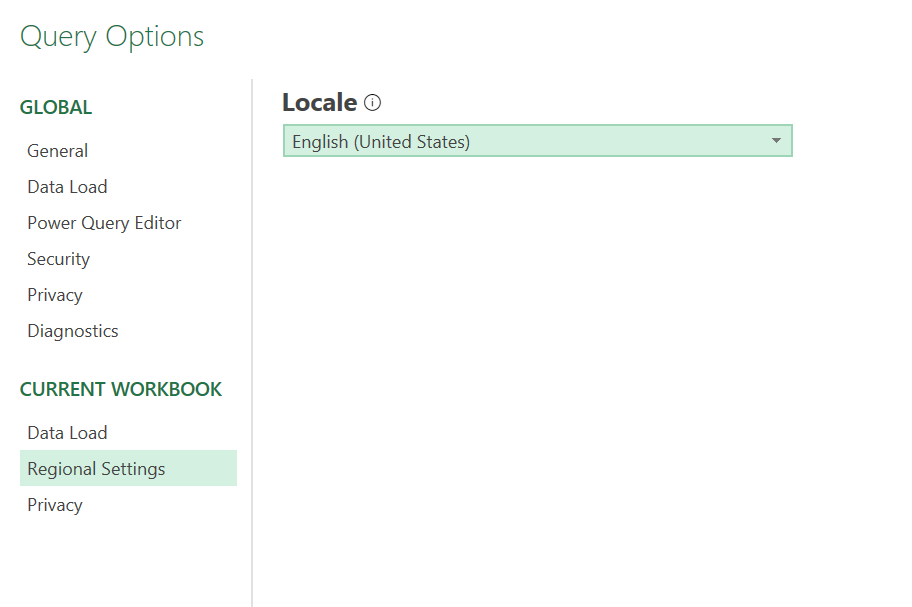 Query Options
GLOBAL
General
Data Load
Power Query Editor
Security
Privacy
Diagnostics
CURRENT WORKBOOK
Data Load
Regional Settings
Privacy
Locale
English (United States)